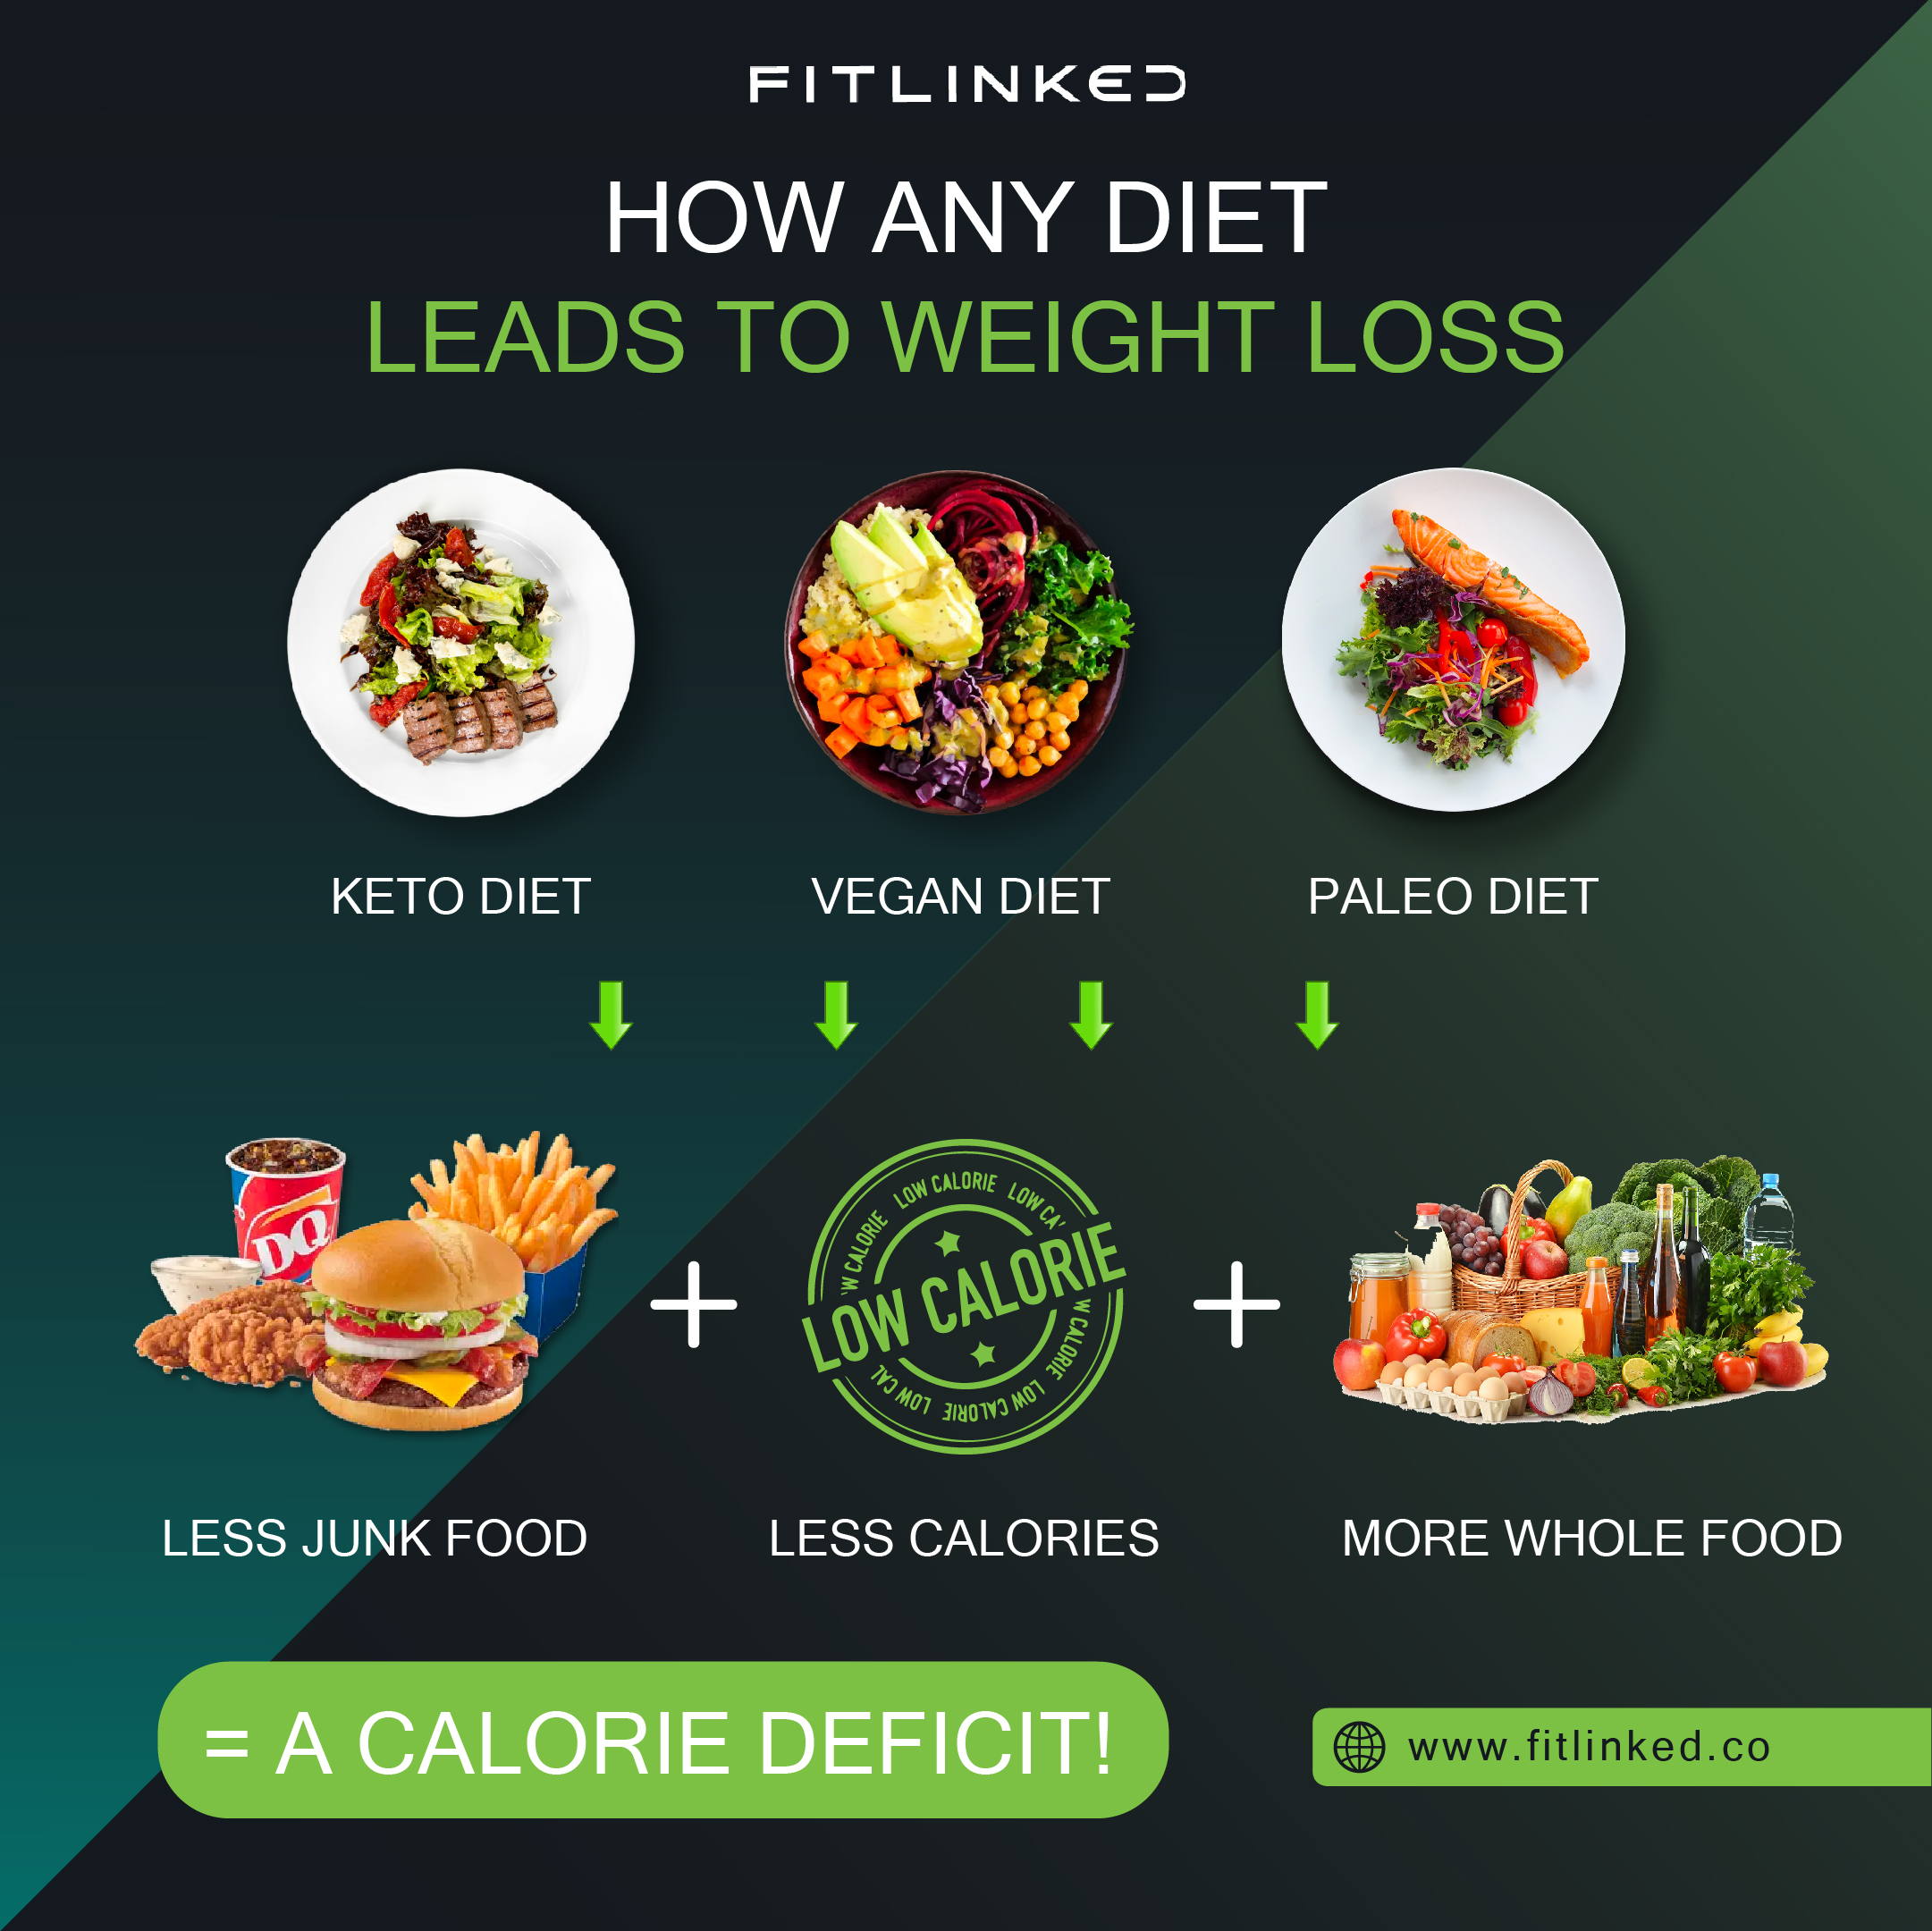 FITLINKED
HOW ANY DIET
LEADS TO WEIGHT LOSS
KETO DIET
VEGAN DIET
PALEO DIET
DQ
W CALORIE LOW CALORIE LOW CA
LOW CALORIE
W CALORIE LOW CALORIE LOW CAL
LESS JUNK FOOD
LESS CALORIES
MORE WHOLE FOOD
= A CALORIE DEFICIT!
www.fitlinked.co